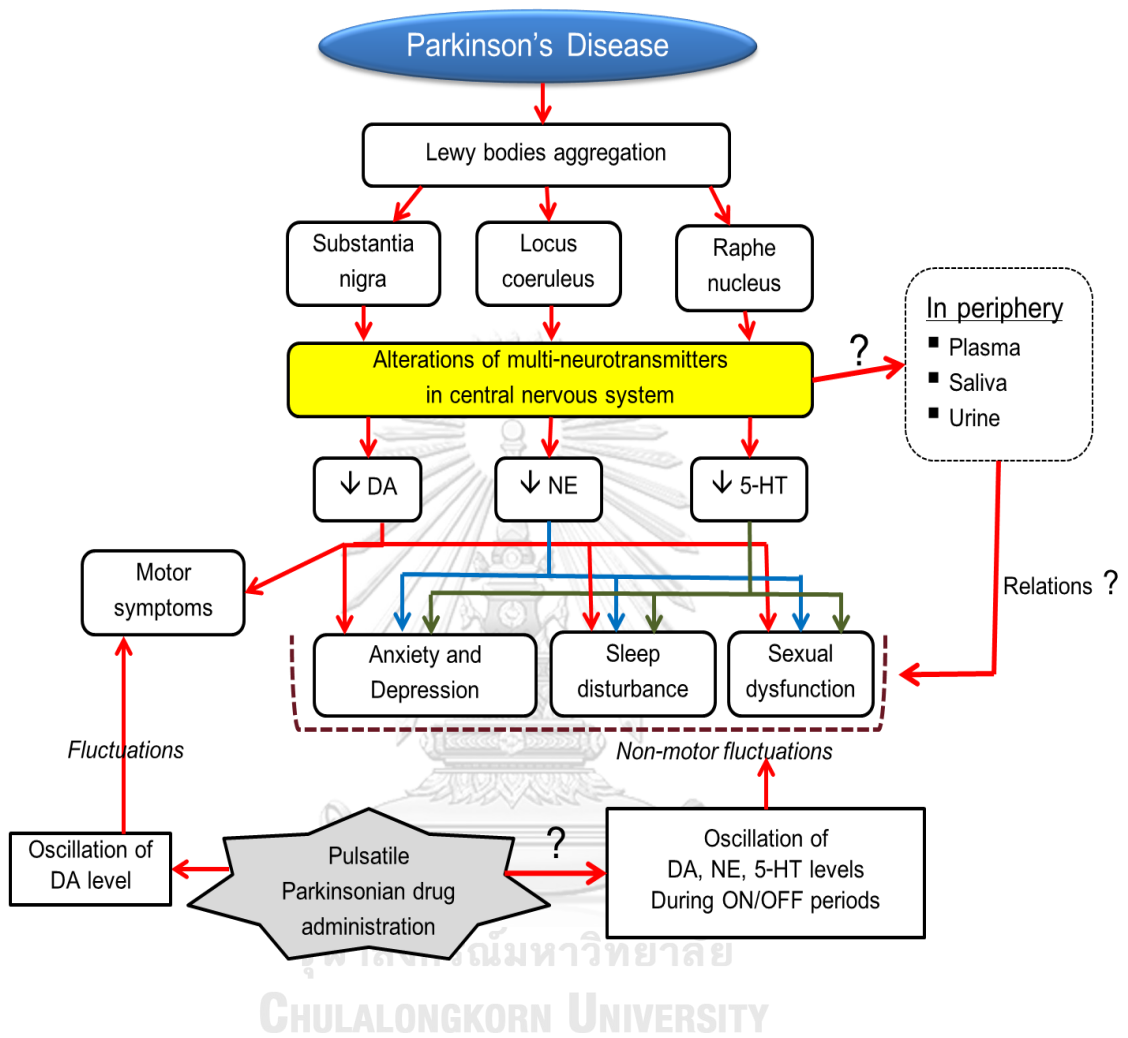 Parkinson's Disease
Lewy bodies aggregation
Substantia
nigra
Locus
coeruleus
Raphe
nucleus
In periphery
▪ Plasma
▪ Saliva
▪ Urine
?
Alterations of multi-neurotransmitters
in central nervous system
↓ DA
↓ NE
↓ 5-HT
Motor
symptoms
Relations ?
Anxiety and
Depression
Sleep
disturbance
Sexual
dysfunction
Fluctuations
Non-motor fluctuations
Oscillation of
DA level
Pulsatile
Parkinsonian drug
administration
?
Oscillation of
DA, NE, 5-HT levels
During ON/OFF periods
จุฬาลงกรณ์มหาวิทยาลัย
CHULALONGKORN UNIVERSITY